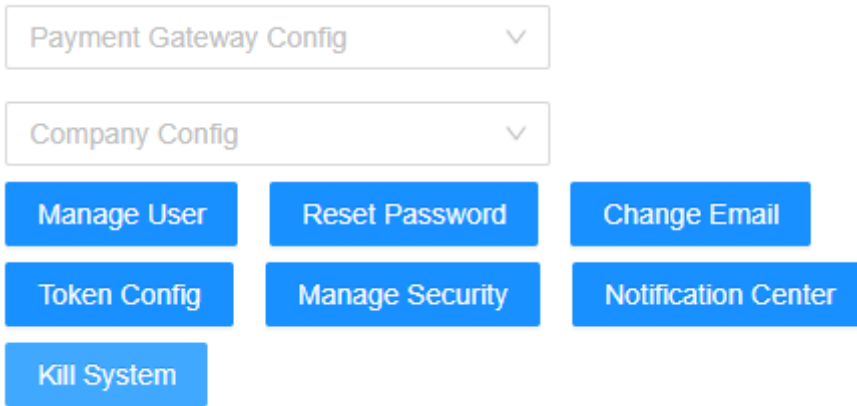 Payment Gateway Config
Company Config
Manage User Reset Password Change Email
Token Config Manage Security Notification Center
Kill System